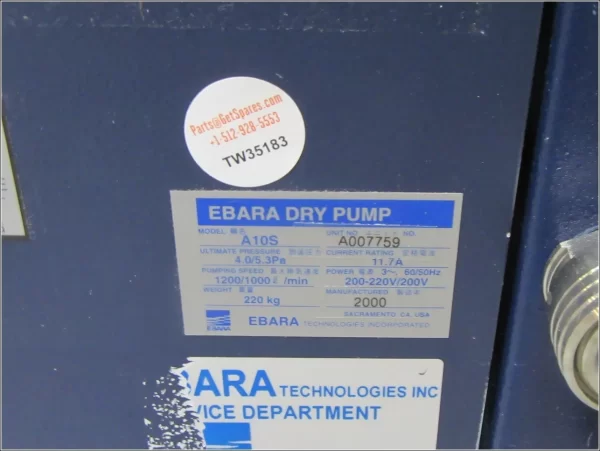 Parts@GetSpares.com
+1-512-928-5553
TW35183
EBARA DRY PUMP
MODEL
UNIT NO. NO.
A10S
A007759
ULTIMATE PRESSURE
CURRENT RATING
4.0/5.3Pa
11.7A
PUMPING SPEED
POWER 3~, 60/50Hz
1200/1000ℓ/min
200-220V/200V
WEIGHT
MANUFACTURED
220 kg
2000
SACRAMENTO, CA, USA
EBARA
EBARA TECHNOLOGIES INCORPORATED
BARA TECHNOLOGIES INC
VICE DEPARTMENT